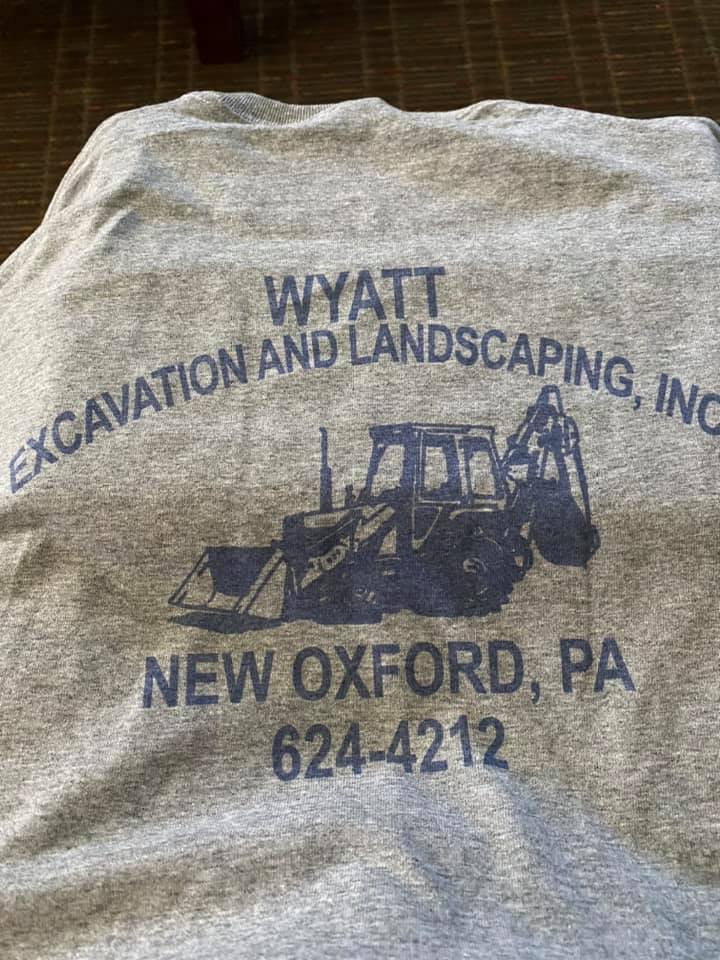 WYATT
EXCAVATION AND LANDSCAPING, INC
NEW OXFORD, PA
624-4212